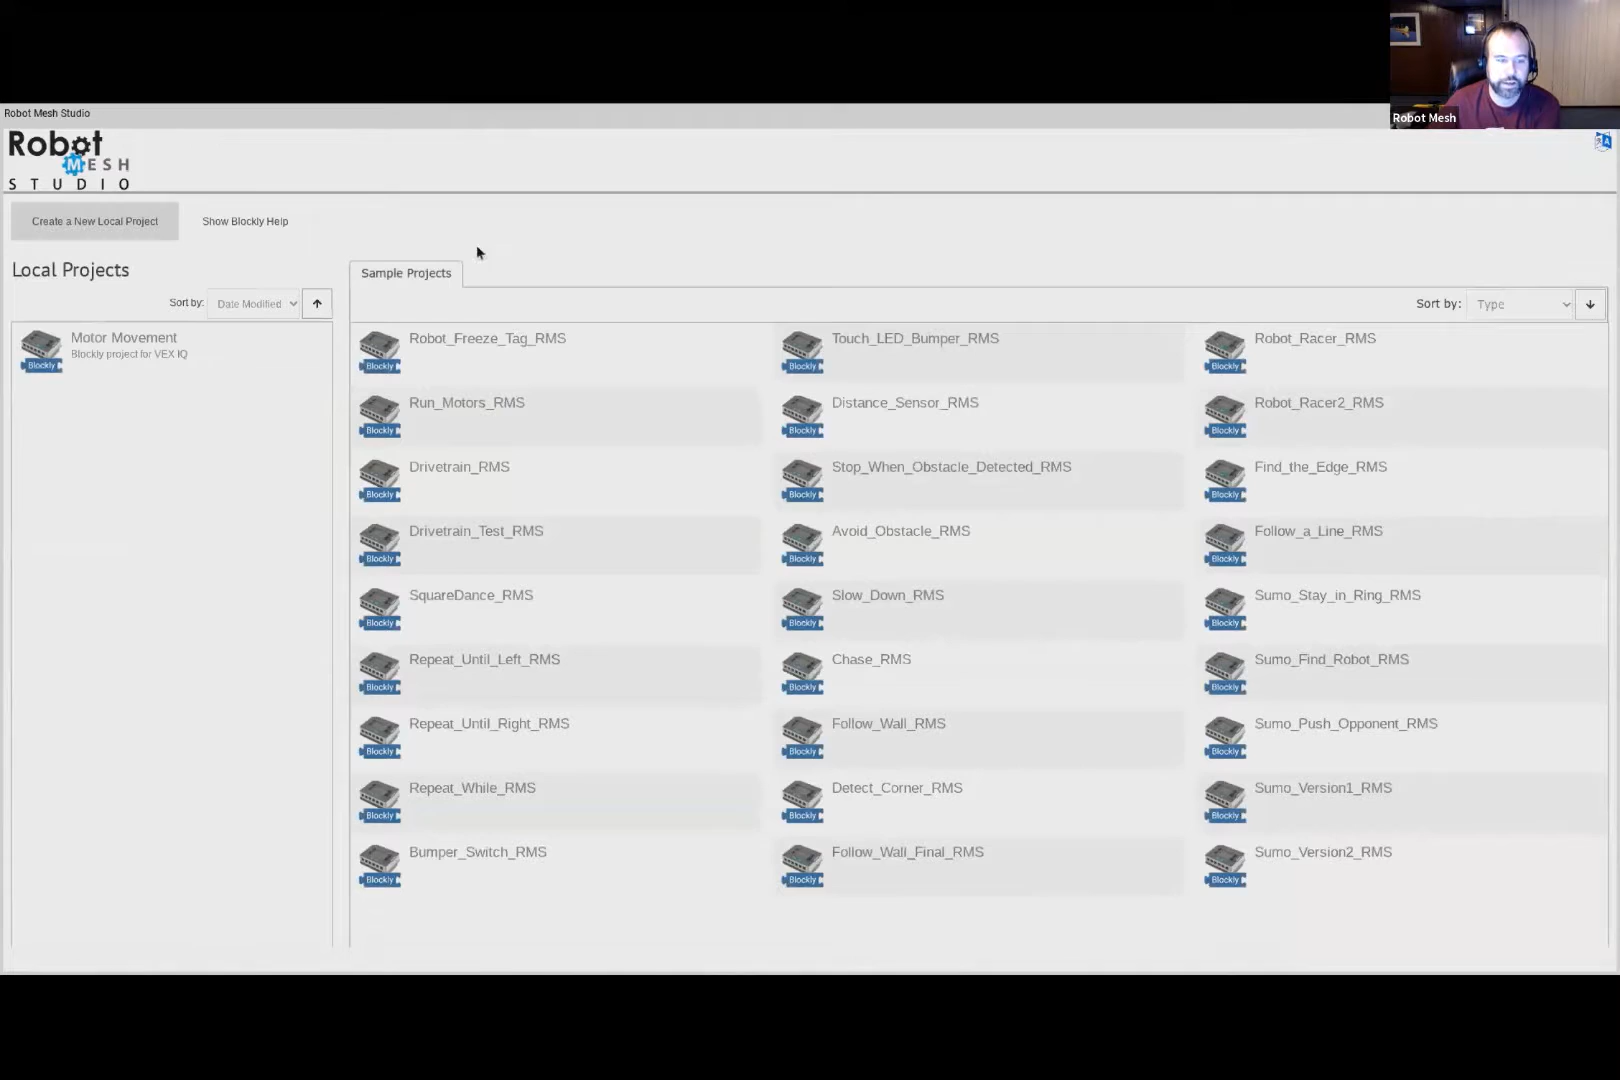 Robot Mesh
Robot Mesh Studio
Robot
MESH
STUDIO
Create a New Local Project
Show Blockly Help
Local Projects
Sample Projects
Sort by:
Date Modified
Sort by:
Type
Motor Movement
Blockly project for VEX IQ
Blockly
Robot_Freeze_Tag_RMS
Blockly
Touch_LED_Bumper_RMS
Blockly
Robot_Racer_RMS
Blockly
Run_Motors_RMS
Blockly
Distance_Sensor_RMS
Blockly
Robot_Racer2_RMS
Blockly
Drivetrain_RMS
Blockly
Stop_When_Obstacle_Detected_RMS
Blockly
Find_the_Edge_RMS
Blockly
Drivetrain_Test_RMS
Blockly
Avoid_Obstacle_RMS
Blockly
Follow_a_Line_RMS
Blockly
SquareDance_RMS
Blockly
Slow_Down_RMS
Blockly
Sumo_Stay_in_Ring_RMS
Blockly
Repeat_Until_Left_RMS
Blockly
Chase_RMS
Blockly
Sumo_Find_Robot_RMS
Blockly
Repeat_Until_Right_RMS
Blockly
Follow_Wall_RMS
Blockly
Sumo_Push_Opponent_RMS
Blockly
Repeat_While_RMS
Blockly
Detect_Corner_RMS
Blockly
Sumo_Version1_RMS
Blockly
Bumper_Switch_RMS
Blockly
Follow_Wall_Final_RMS
Blockly
Sumo_Version2_RMS
Blockly